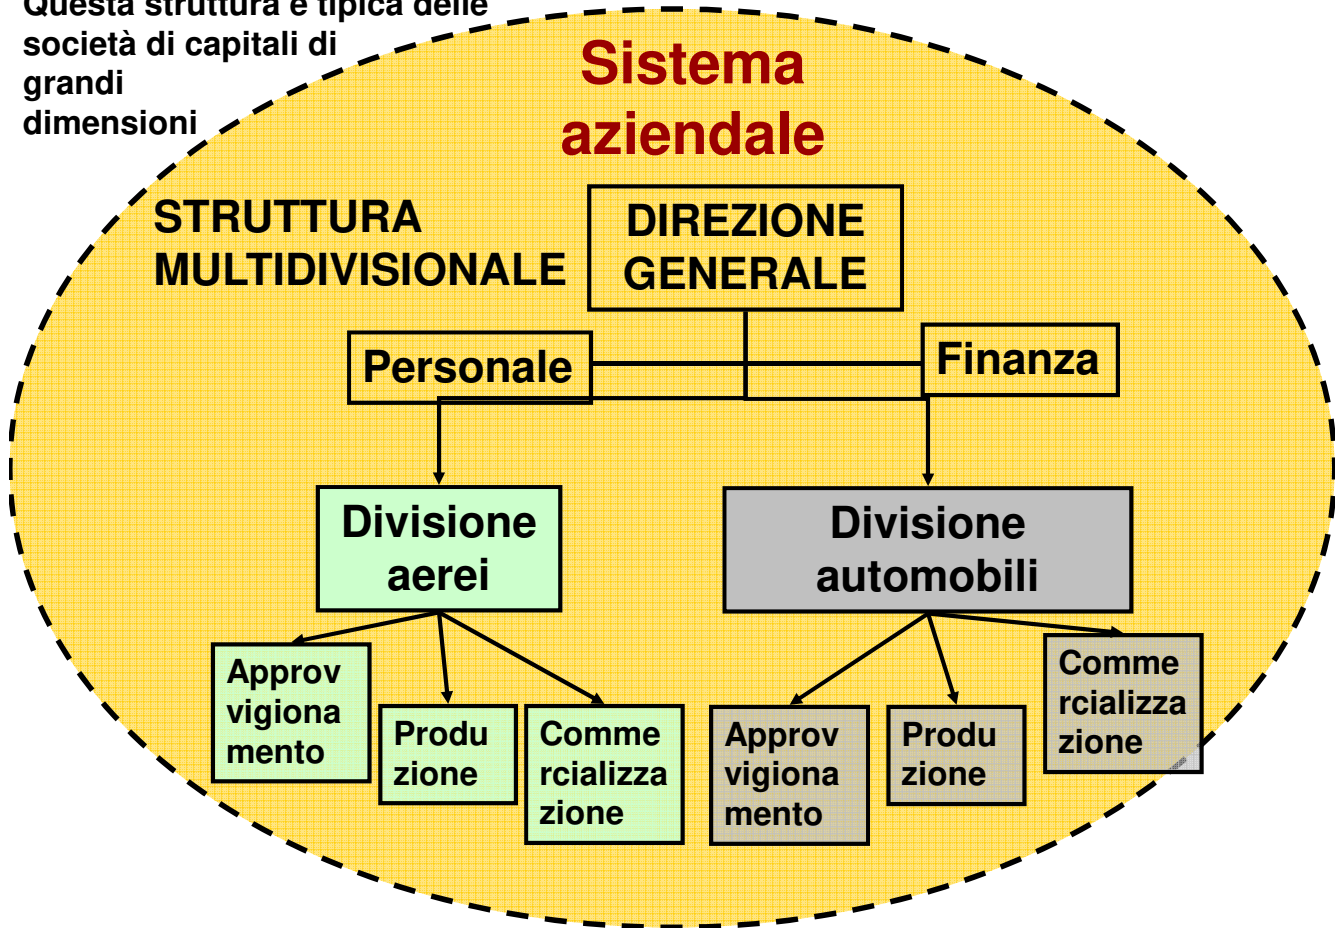 Questa struttura è tipica delle
società di capitali di
grandi
dimensioni
Sistema
aziendale
STRUTTURA
MULTIDIVISIONALE
DIREZIONE
GENERALE
Personale
Finanza
Divisione
aerei
Divisione
automobili
Approv
vigiona
mento
Produ
zione
Comme
rcializza
zione
Approv
vigiona
mento
Produ
zione
Comme
rcializza
zione